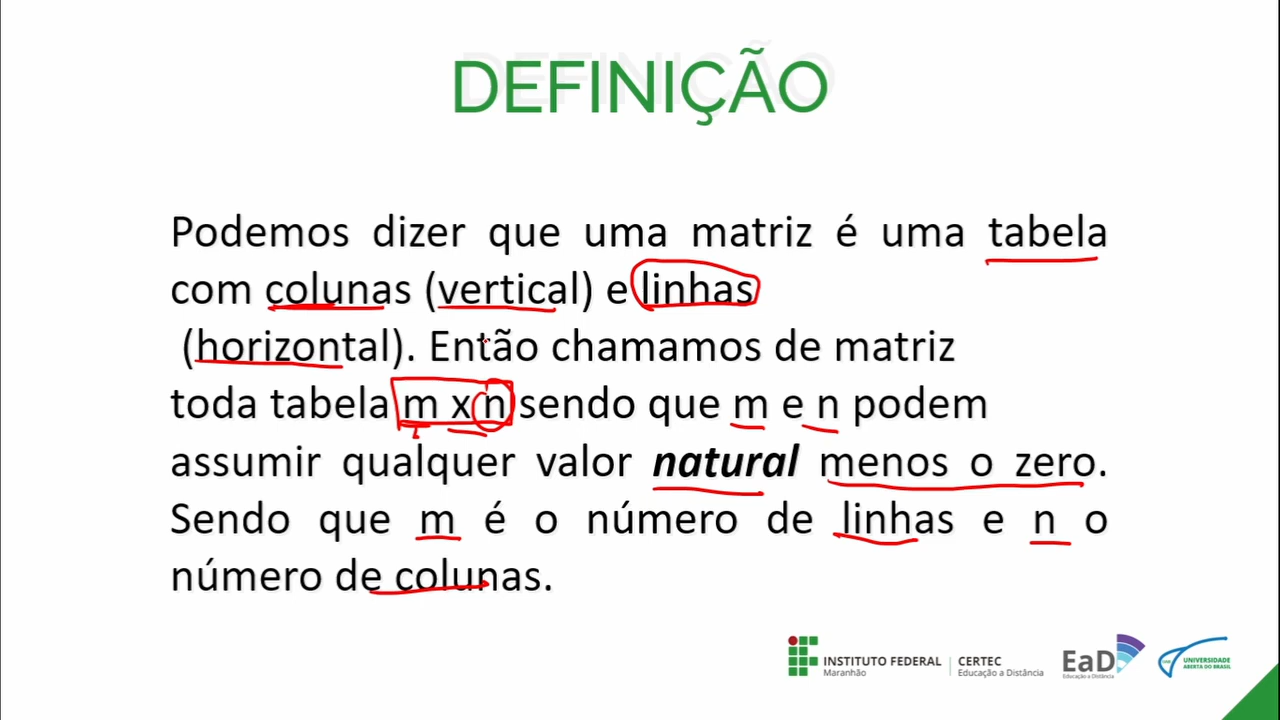 DEFINIÇÃO
Podemos dizer que uma matriz é uma tabela
com colunas (vertical) e linhas
(horizontal). Então chamamos de matriz
toda tabela m x n sendo que m e n podem
assumir qualquer valor natural menos o zero.
Sendo que m é o número de linhas e n o
número de colunas.
INSTITUTO FEDERAL
Maranhão
CERTEC
Educação a Distância
EaD
Educação a Distância
UNIVERSIDADE
ABERTA DO BRASIL